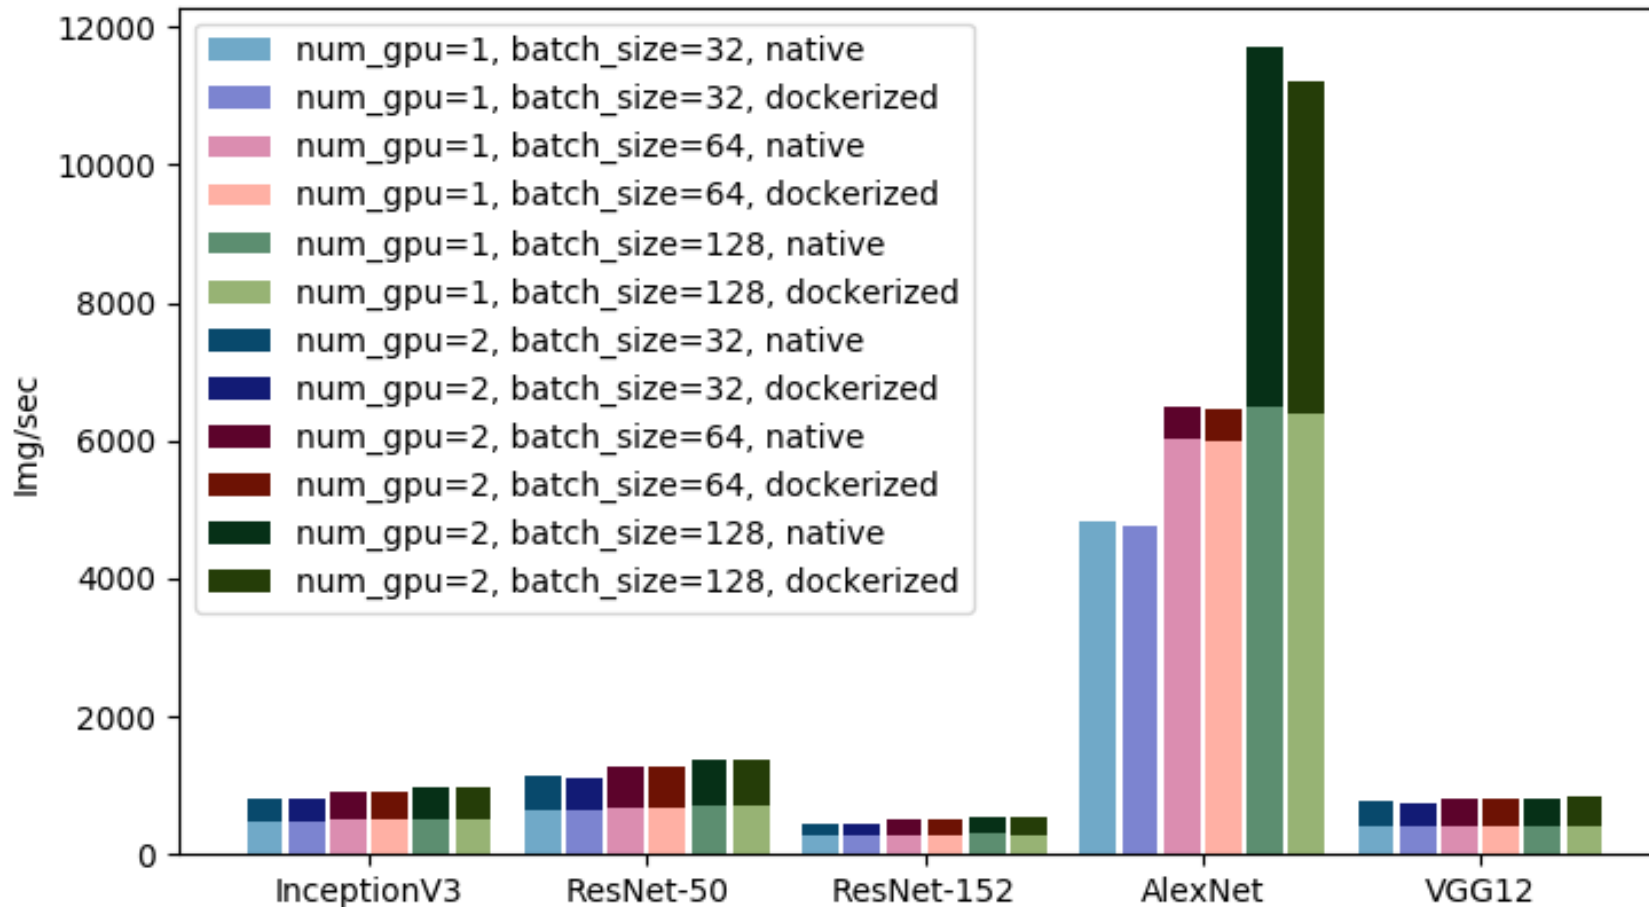 12000
10000
8000
6000
4000
2000
0
Img/sec
num_gpu=1, batch_size=32, native
num_gpu=1, batch_size=32, dockerized
num_gpu=1, batch_size=64, native
num_gpu=1, batch_size=64, dockerized
num_gpu=1, batch_size=128, native
num_gpu=1, batch_size=128, dockerized
num_gpu=2, batch_size=32, native
num_gpu=2, batch_size=32, dockerized
num_gpu=2, batch_size=64, native
num_gpu=2, batch_size=64, dockerized
num_gpu=2, batch_size=128, native
num_gpu=2, batch_size=128, dockerized
InceptionV3 ResNet-50 ResNet-152 AlexNet VGG12